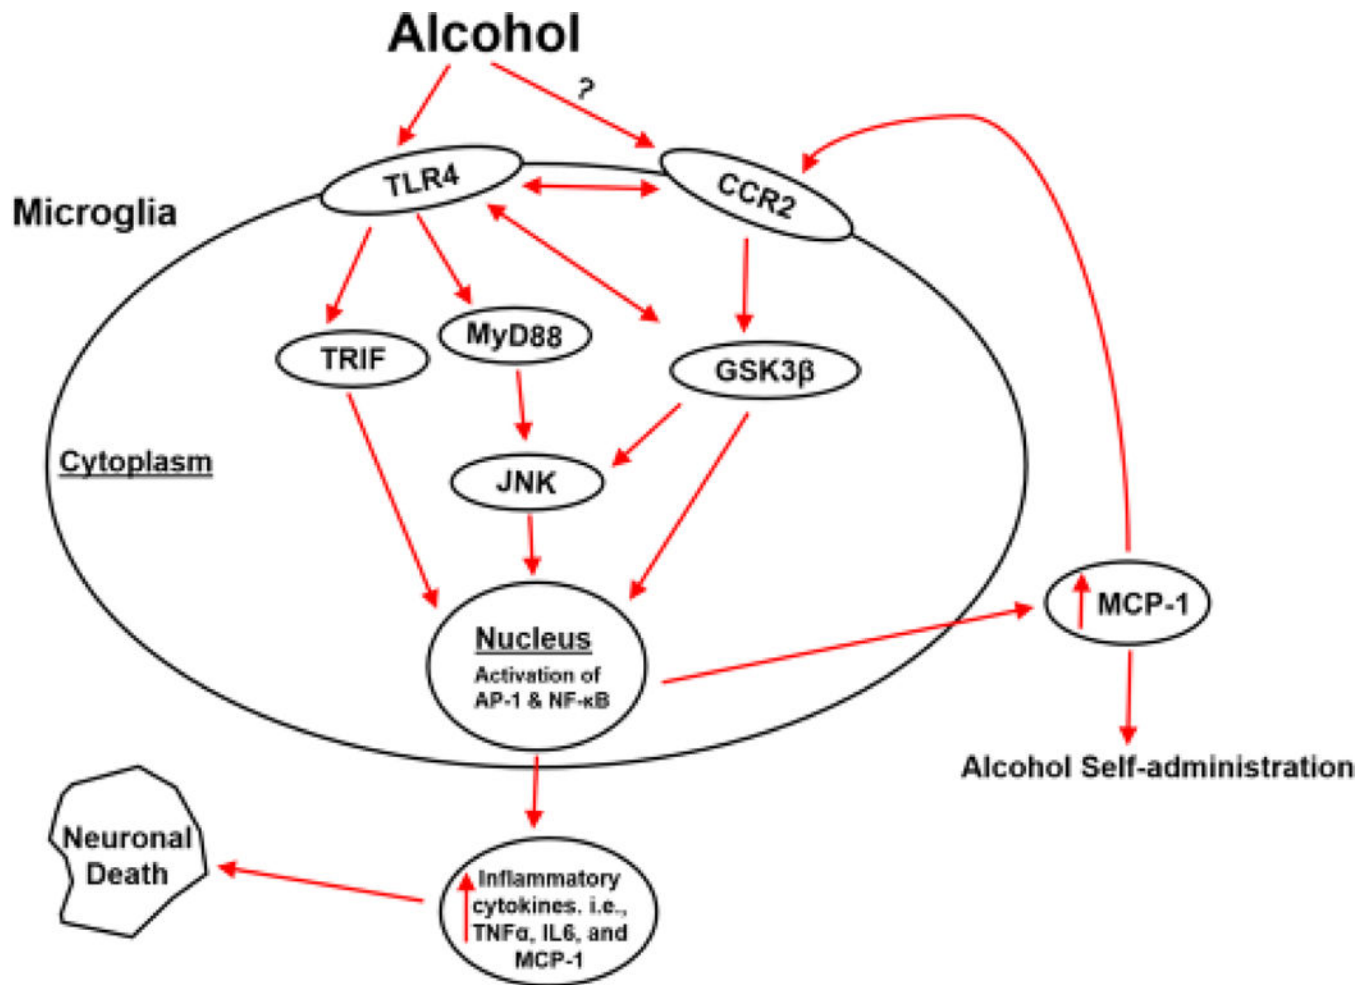 Alcohol
?
TLR4
CCR2
Microglia
TRIF
MyD88
GSK3β
Cytoplasm
JNK
MCP-1
Nucleus
Activation of
AP-1 & NF-κB
Alcohol Self-administration
Neuronal
Death
Inflammatory
cytokines. i.e.,
TNFα, IL6, and
MCP-1